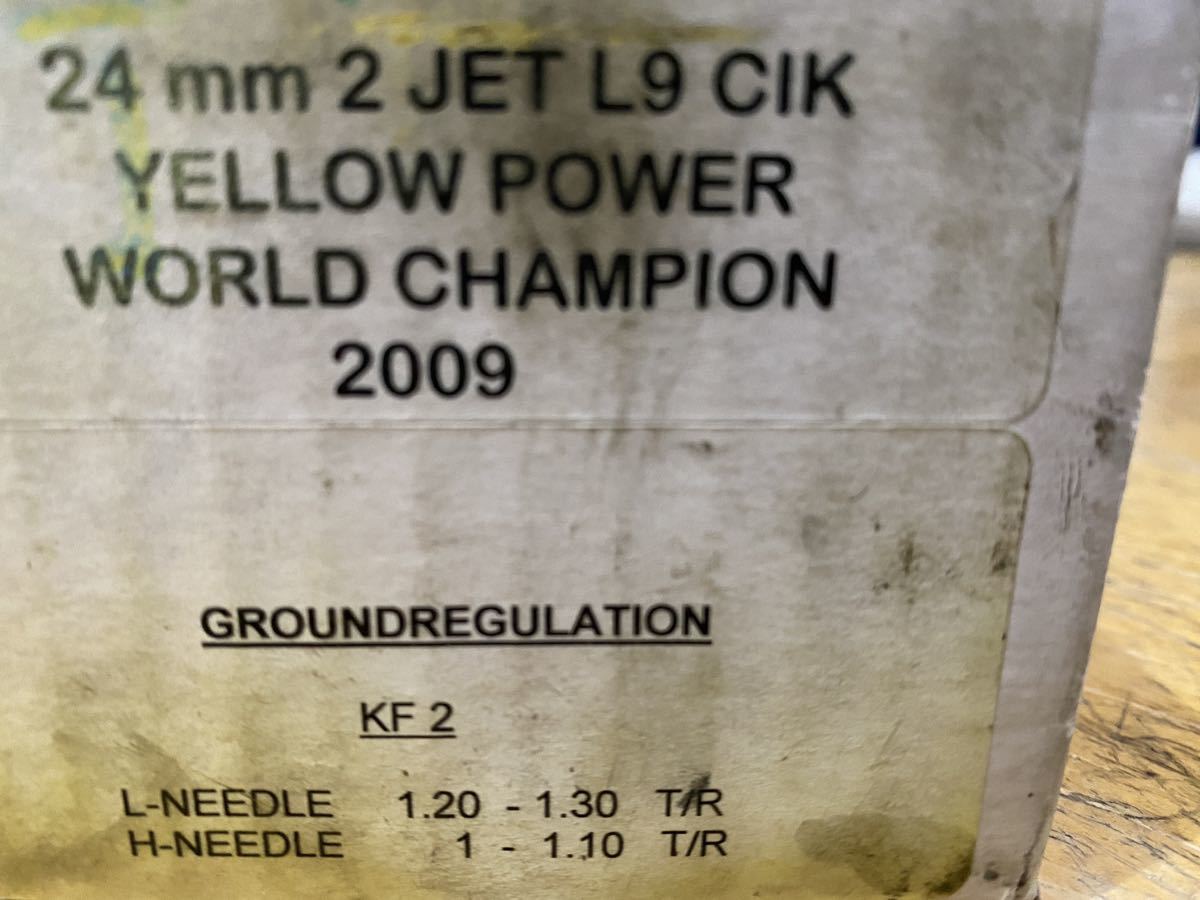 24 mm 2 JET L9 CIK
YELLOW POWER
WORLD CHAMPION
2009
GROUNDREGULATION
KF 2
L-NEEDLE 1.20 - 1.30 T/R
H-NEEDLE 1 - 1.10 T/R